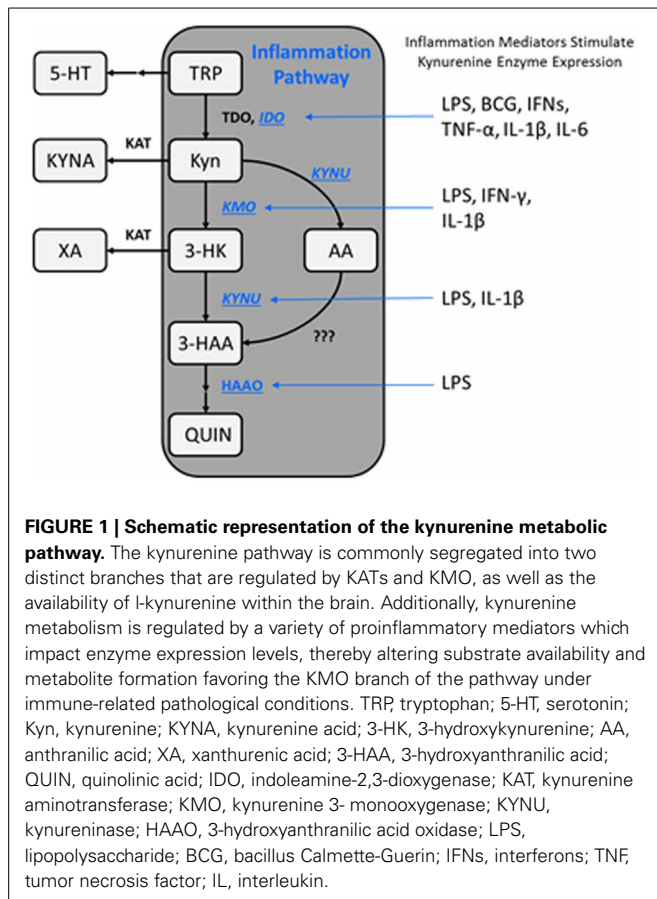 Inflammation Pathway
Inflammation Mediators Stimulate
Kynurenine Enzyme Expression
5-HT
TRP
TDO, IDO
LPS, BCG, IFNs,
TNF-α, IL-1β, IL-6
KAT
KYNA
Kyn
KYNU
KMO
LPS, IFN-γ,
IL-1β
KAT
XA
3-HK
AA
KYNU
LPS, IL-1β
3-HAA
???
HAAO
LPS
QUIN
FIGURE 1 | Schematic representation of the kynurenine metabolic
pathway. The kynurenine pathway is commonly segregated into two
distinct branches that are regulated by KATs and KMO, as well as the
availability of l-kynurenine within the brain. Additionally, kynurenine
metabolism is regulated by a variety of proinflammatory mediators which
impact enzyme expression levels, thereby altering substrate availability and
metabolite formation favoring the KMO branch of the pathway under
immune-related pathological conditions. TRP, tryptophan; 5-HT, serotonin;
Kyn, kynurenine; KYNA, kynurenine acid; 3-HK, 3-hydroxykynurenine; AA,
anthranilic acid; XA, xanthurenic acid; 3-HAA, 3-hydroxyanthranilic acid;
QUIN, quinolinic acid; IDO, indoleamine-2,3-dioxygenase; KAT, kynurenine
aminotransferase; KMO, kynurenine 3- monooxygenase; KYNU,
kynureninase; HAAO, 3-hydroxyanthranilic acid oxidase; LPS,
lipopolysaccharide; BCG, bacillus Calmette-Guerin; IFNs, interferons; TNF,
tumor necrosis factor; IL, interleukin.